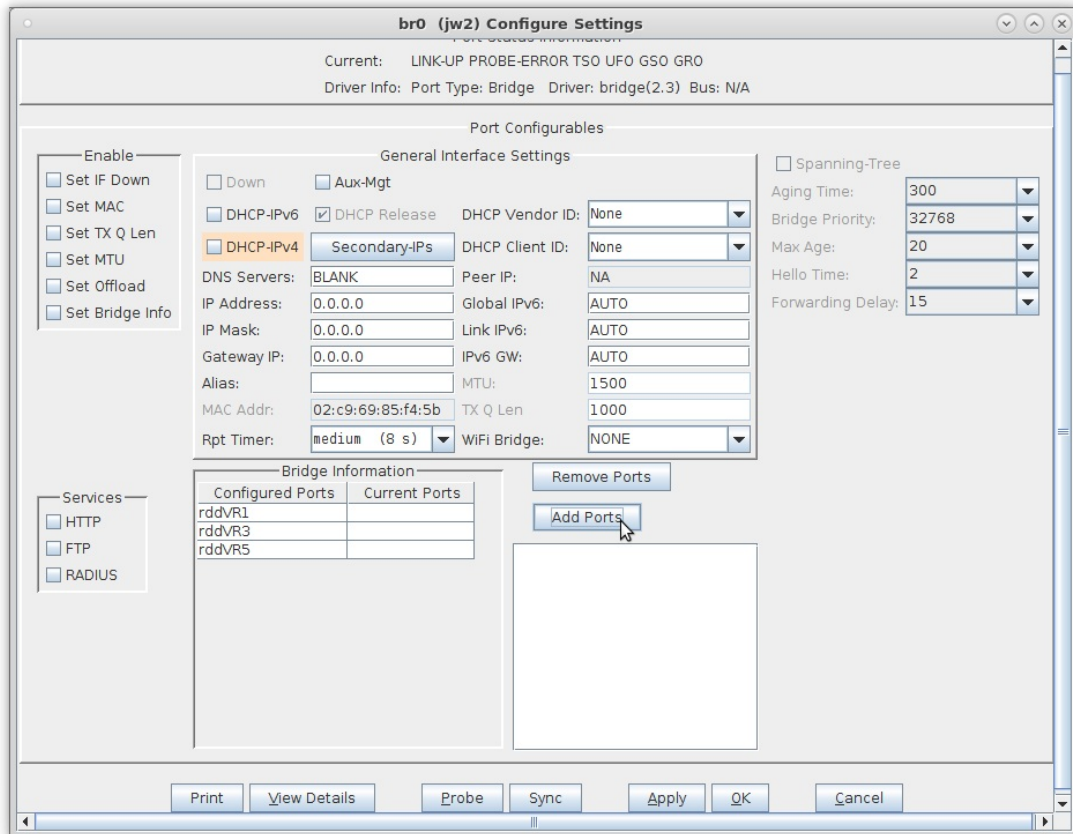 br0 (jw2) Configure Settings
Port Status Information
Current: LINK-UP PROBE-ERROR TSO UFO GSO GRO
Driver Info: Port Type: Bridge Driver: bridge(2.3) Bus: N/A
Port Configurables
Enable
Set IF Down
Set MAC
Set TX Q Len
Set MTU
Set Offload
Set Bridge Info
General Interface Settings
Down Aux-Mgt
DHCP-IPv6 DHCP Release DHCP Vendor ID: None
DHCP-IPv4 Secondary-IPs DHCP Client ID: None
DNS Servers: BLANK Peer IP: NA
IP Address: 0.0.0.0 Global IPv6: AUTO
IP Mask: 0.0.0.0 Link IPv6: AUTO
Gateway IP: 0.0.0.0 IPv6 GW: AUTO
Alias: MTU: 1500
MAC Addr: 02:c9:69:85:f4:5b TX Q Len 1000
Rpt Timer: medium (8 s) WiFi Bridge: NONE
Spanning-Tree
Aging Time: 300
Bridge Priority: 32768
Max Age: 20
Hello Time: 2
Forwarding Delay: 15
Services
HTTP
FTP
RADIUS
Bridge Information
Configured Ports Current Ports
rddVR1
rddVR3
rddVR5
Remove Ports
Add Ports
Print View Details Probe Sync Apply OK Cancel